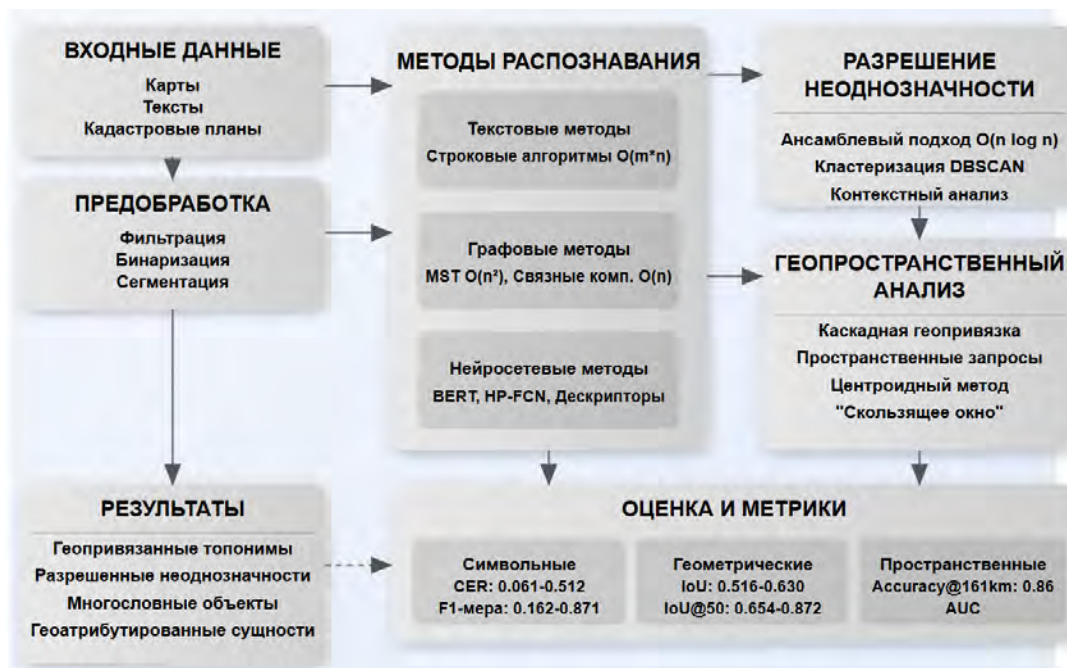 ВХОДНЫЕ ДАННЫЕ
Карты
Тексты
Кадастровые планы
ПРЕДОБРАБОТКА
Фильтрация
Бинаризация
Сегментация
РЕЗУЛЬТАТЫ
Геопривязанные топонимы
Разрешенные неоднозначности
Многословные объекты
Геоатрибутированные сущности
МЕТОДЫ РАСПОЗНАВАНИЯ
Текстовые методы
Строковые алгоритмы O(m*n)
Графовые методы
MST O(n²), Связные комп. O(n)
Нейросетевые методы
BERT, HP-FCN, Дескрипторы
РАЗРЕШЕНИЕ
НЕОДНОЗНАЧНОСТИ
Ансамблевый подход O(n log n)
Кластеризация DBSCAN
Контекстный анализ
ГЕОПРОСТРАНСТВЕННЫЙ
АНАЛИЗ
Каскадная геопривязка
Пространственные запросы
Центроидный метод
"Скользящее окно"
ОЦЕНКА И МЕТРИКИ
Символьные
CER: 0.061-0.512
F1-мера: 0.162-0.871
Геометрические
IoU: 0.516-0.630
IoU@50: 0.654-0.872
Пространственные
Accuracy@161km: 0.86
AUC